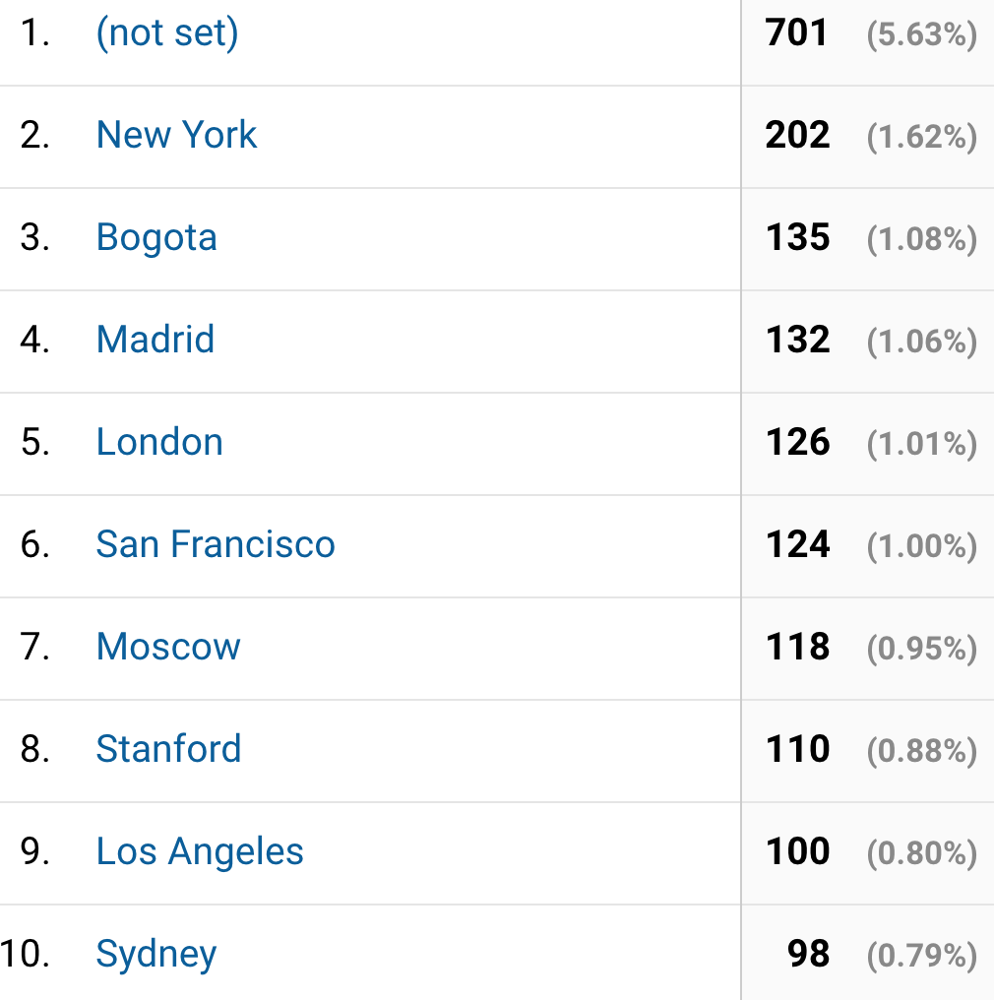 1. (not set) 701 (5.63%)
2. New York 202 (1.62%)
3. Bogota 135 (1.08%)
4. Madrid 132 (1.06%)
5. London 126 (1.01%)
6. San Francisco 124 (1.00%)
7. Moscow 118 (0.95%)
8. Stanford 110 (0.88%)
9. Los Angeles 100 (0.80%)
10. Sydney 98 (0.79%)